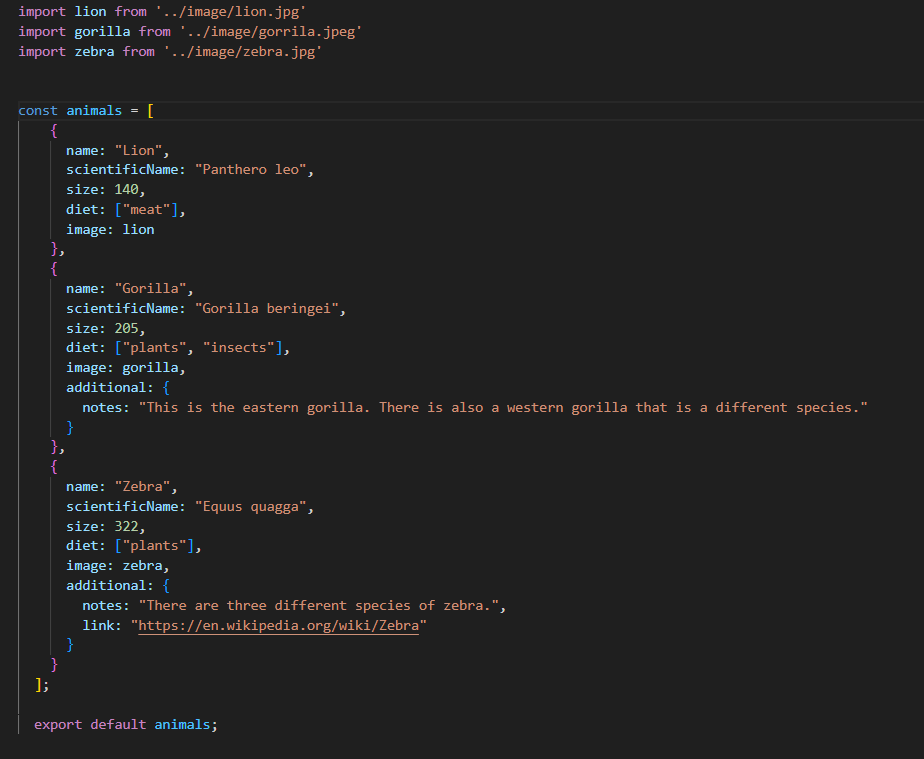 import lion from '../image/lion.jpg'
import gorilla from '../image/gorrila.jpeg'
import zebra from '../image/zebra.jpg'
const animals = [
{
name: "Lion",
scientificName: "Panthero leo",
size: 140,
diet: ["meat"],
image: lion
},
{
name: "Gorilla",
scientificName: "Gorilla beringei",
size: 205,
diet: ["plants", "insects"],
image: gorilla,
additional: {
notes: "This is the eastern gorilla. There is also a western gorilla that is a different species."
}
},
{
name: "Zebra",
scientificName: "Equus quagga",
size: 322,
diet: ["plants"],
image: zebra,
additional: {
notes: "There are three different species of zebra.",
link: "https://en.wikipedia.org/wiki/Zebra"
}
}
];
export default animals;